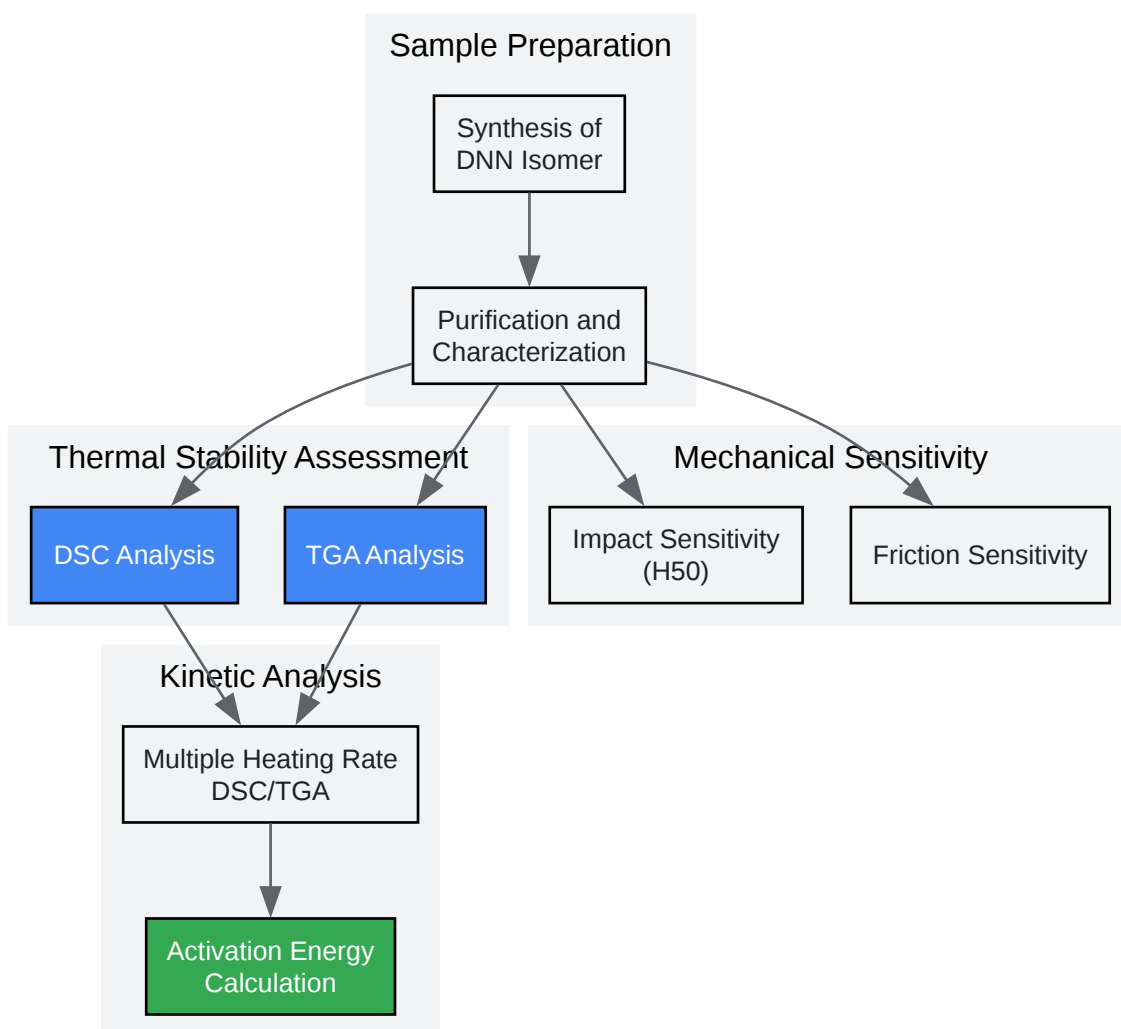 Sample Preparation
Synthesis of
DNN Isomer
Purification and
Characterization
Thermal Stability Assessment
Mechanical Sensitivity
DSC Analysis
TGA Analysis
Impact Sensitivity
(H50)
Friction Sensitivity
Kinetic Analysis
Multiple Heating Rate
DSC/TGA
Activation Energy
Calculation